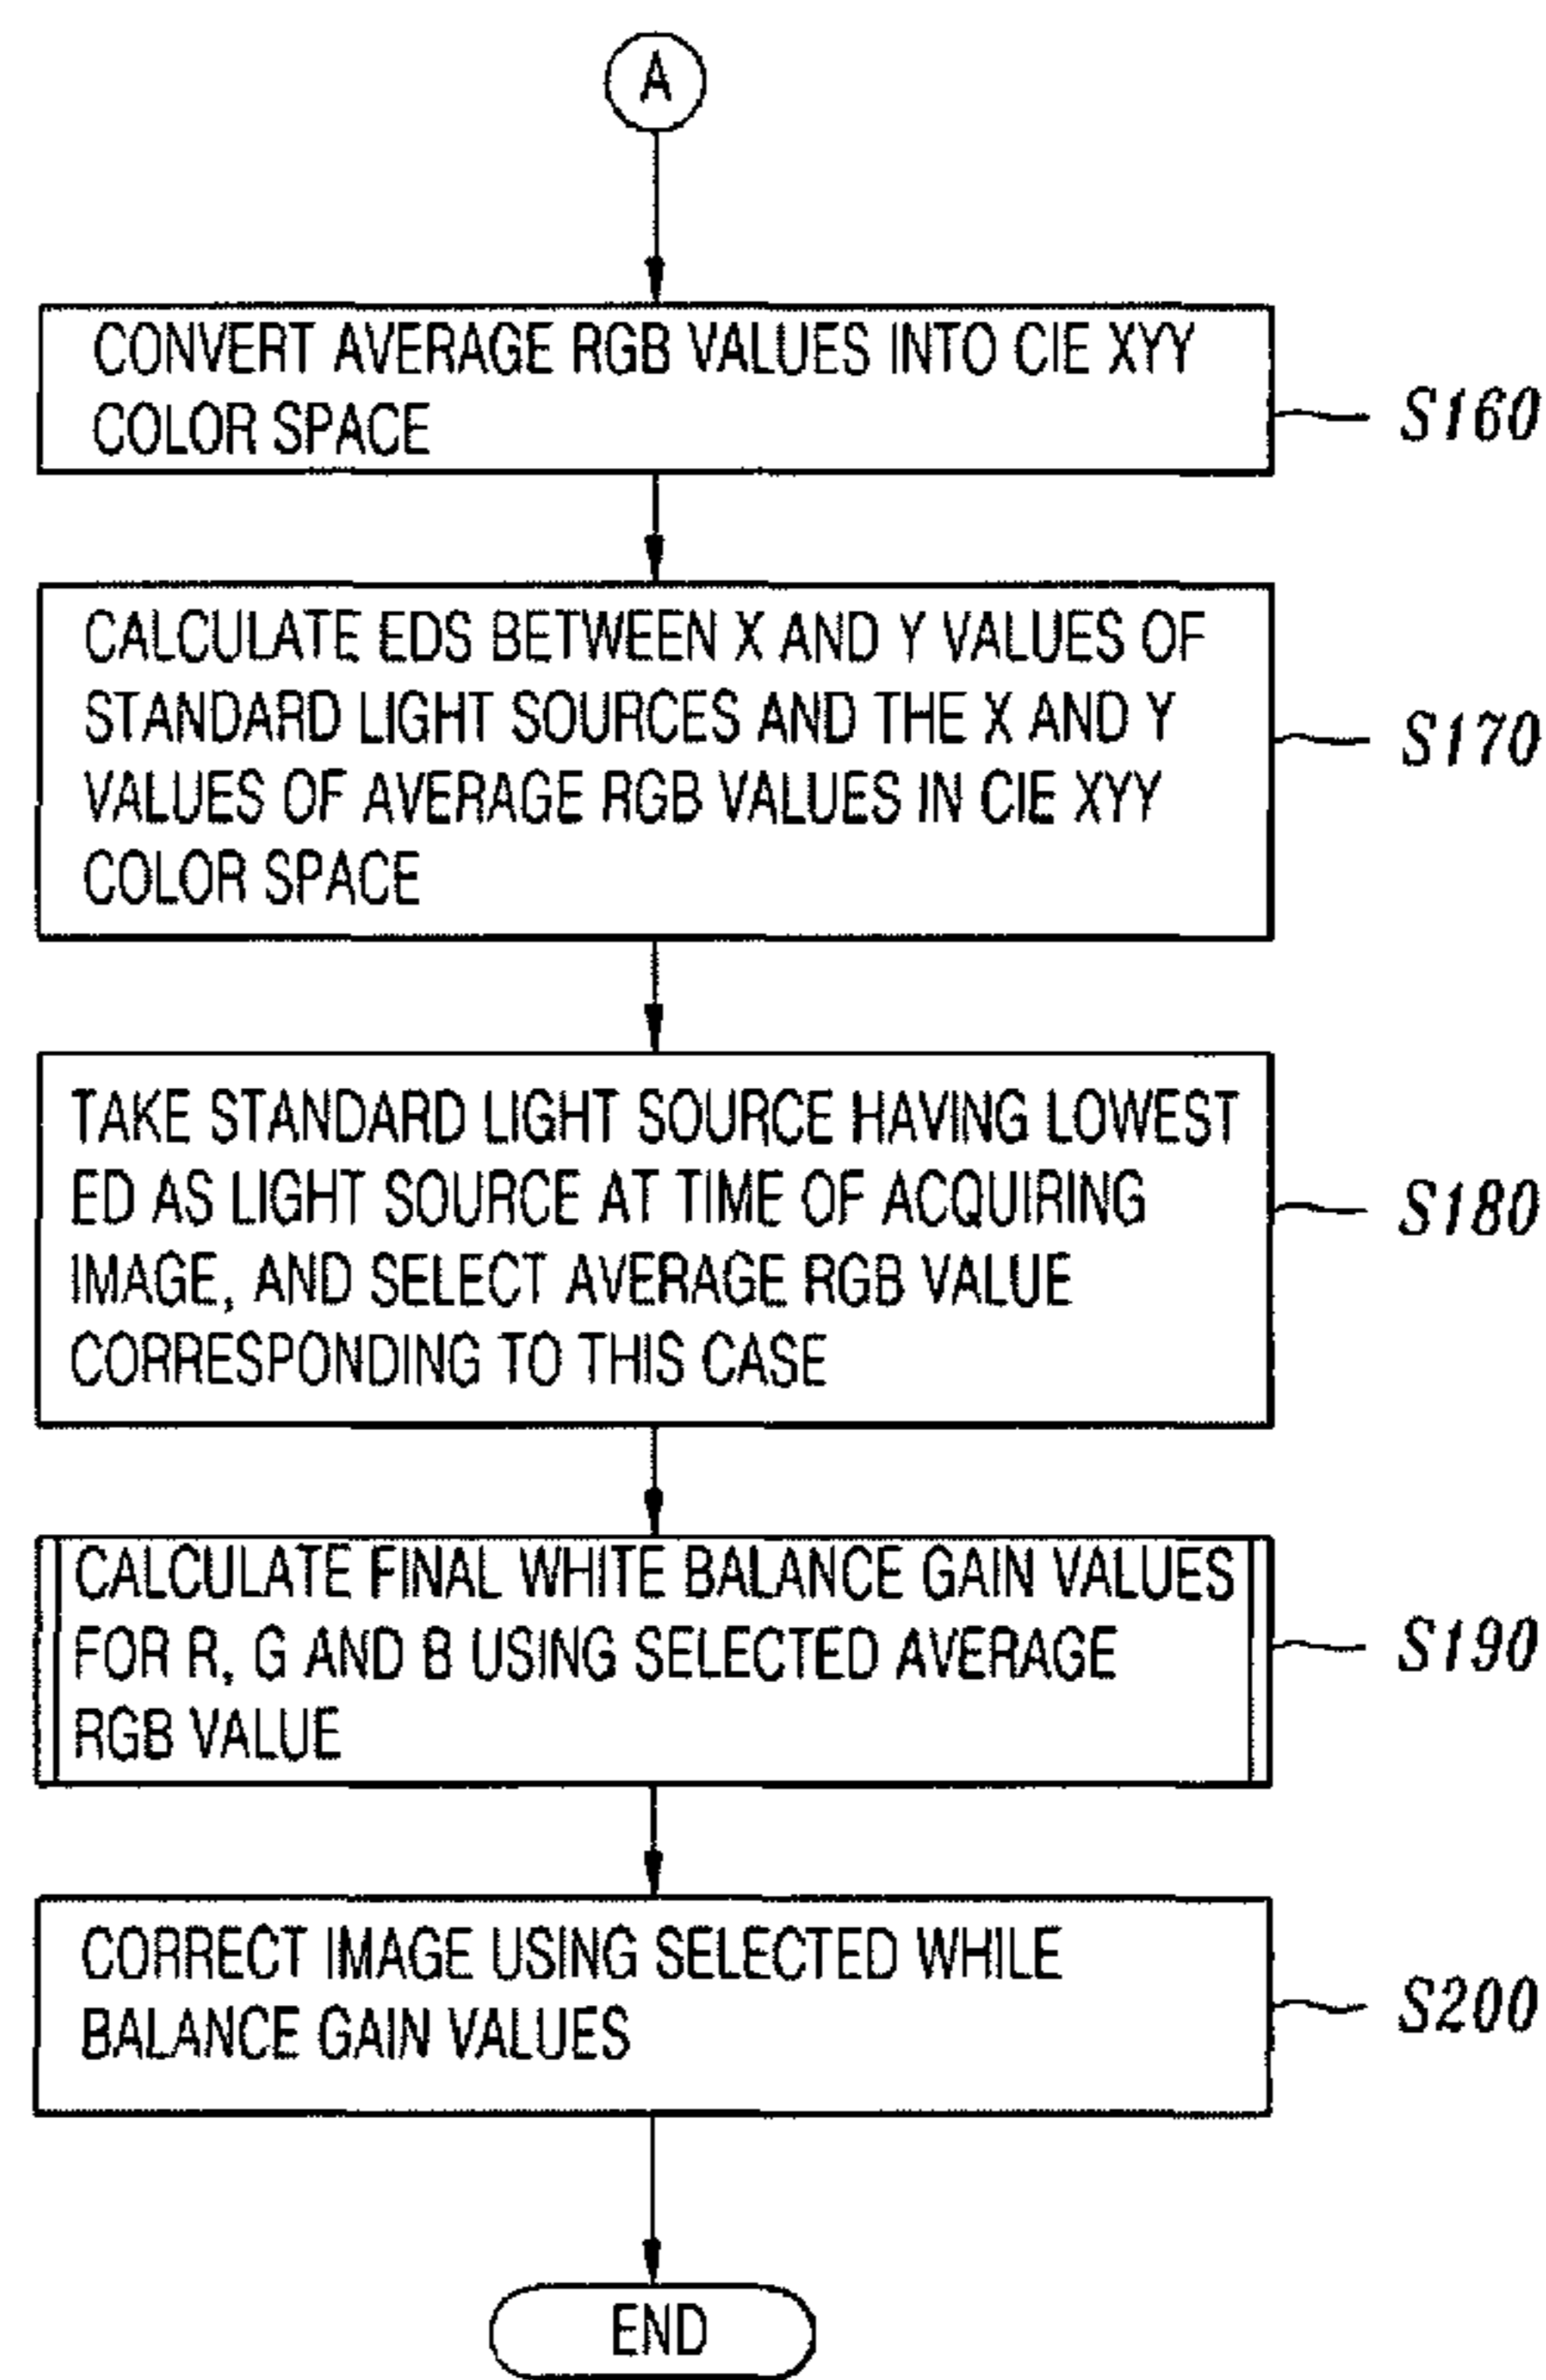 A
CONVERT AVERAGE RGB VALUES INTO CIE XYY
COLOR SPACE
S160
CALCULATE EDS BETWEEN X AND Y VALUES OF
STANDARD LIGHT SOURCES AND THE X AND Y
VALUES OF AVERAGE RGB VALUES IN CIE XYY
COLOR SPACE
S170
TAKE STANDARD LIGHT SOURCE HAVING LOWEST
ED AS LIGHT SOURCE AT TIME OF ACQUIRING
IMAGE, AND SELECT AVERAGE RGB VALUE
CORRESPONDING TO THIS CASE
S180
CALCULATE FINAL WHITE BALANCE GAIN VALUES
FOR R, G AND B USING SELECTED AVERAGE
RGB VALUE
S190
CORRECT IMAGE USING SELECTED WHILE
BALANCE GAIN VALUES
S200
END